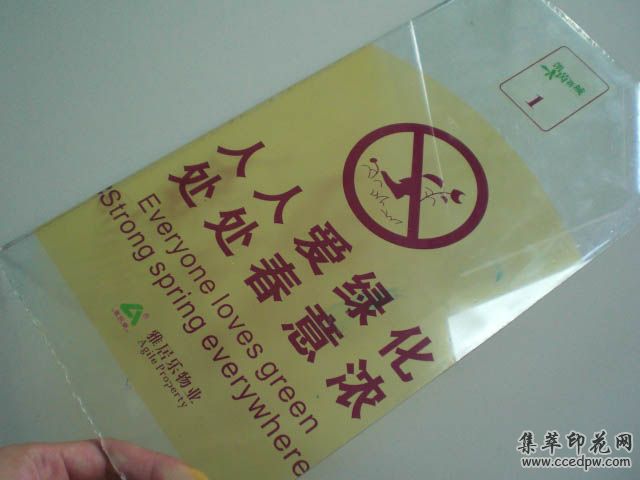 1
人人爱绿化
处处春意浓
Everyone loves green
Strong spring everywhere
雅居乐物业
Agile Property
集萃印花网
www.ccedpw.com